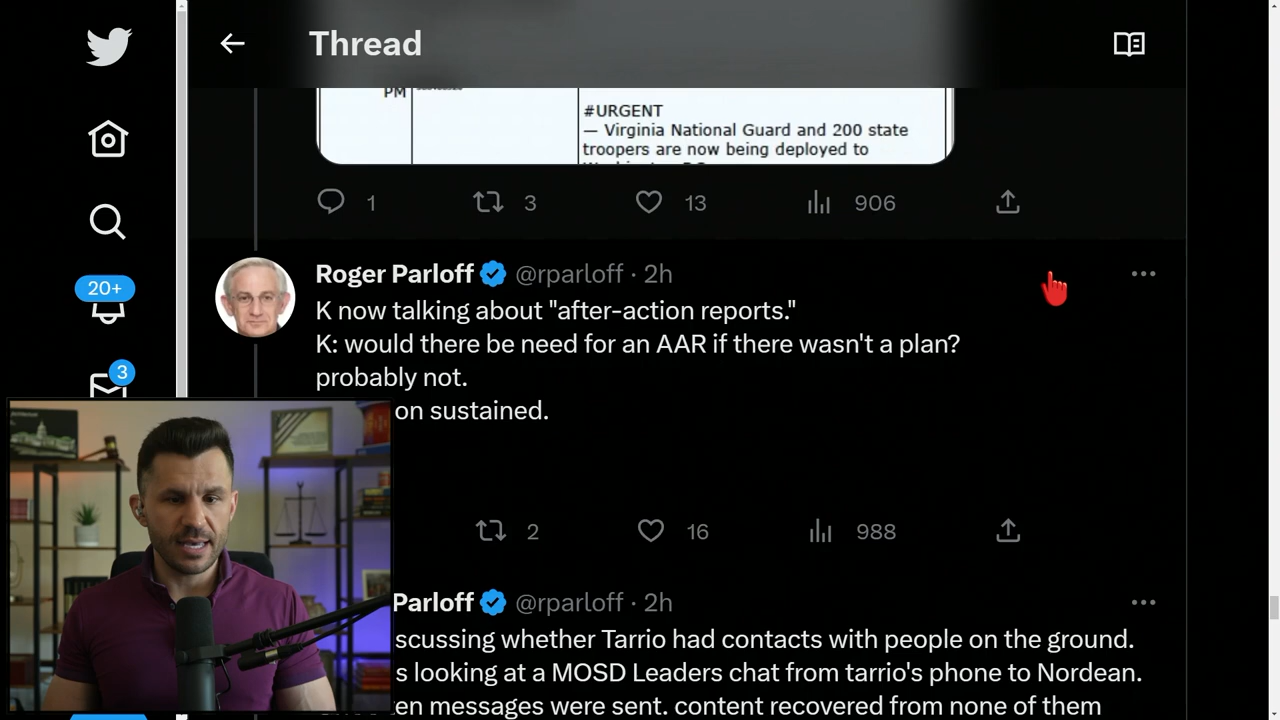 Thread
PM
#URGENT
— Virginia National Guard and 200 state
troopers are now being deployed to
1 3 13 906
20+
Roger Parloff @rparloff · 2h
K now talking about "after-action reports."
K: would there be need for an AAR if there wasn't a plan?
probably not.
on sustained.
3
2 16 988
Parloff @rparloff · 2h
scussing whether Tarrio had contacts with people on the ground.
s looking at a MOSD Leaders chat from tarrio's phone to Nordean.
en messages were sent. content recovered from none of them